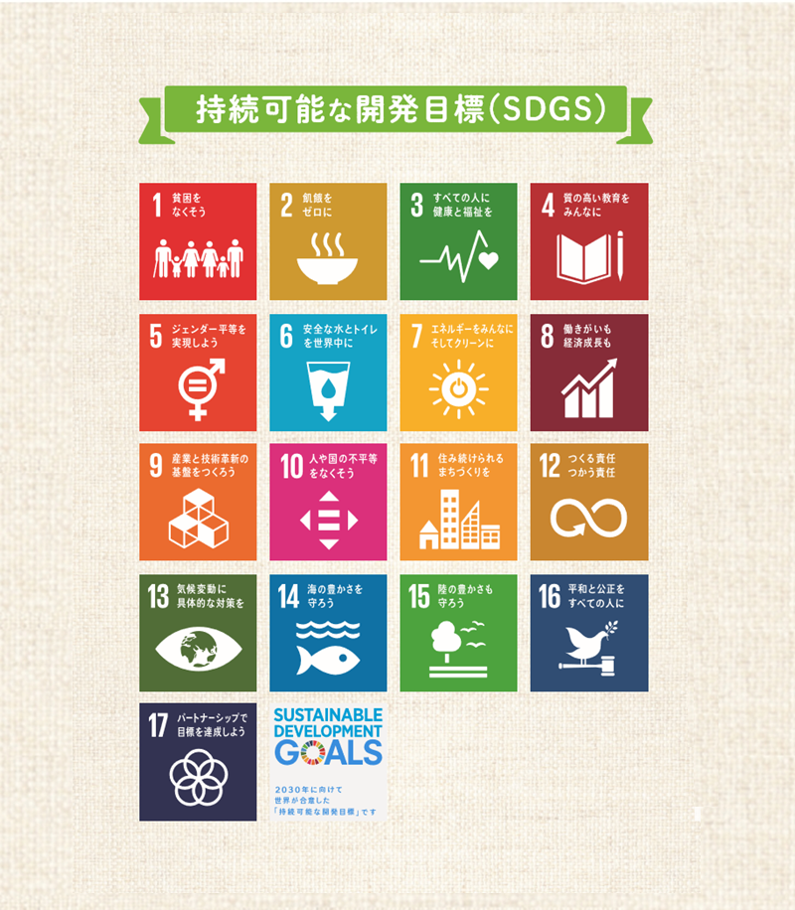 持続可能な開発目標(SDGS)
1 貧困を
なくそう
2 飢餓を
ゼロに
3 すべての人に
健康と福祉を
4 質の高い教育を
みんなに
5 ジェンダー平等を
実現しよう
6 安全な水とトイレ
を世界中に
7 エネルギーをみんなに
そしてクリーンに
8 働きがいも
経済成長も
9 産業と技術革新の
基盤をつくろう
10 人や国の不平等
をなくそう
11 住み続けられる
まちづくりを
12 つくる責任
つかう責任
13 気候変動に
具体的な対策を
14 海の豊かさを
守ろう
15 陸の豊かさも
守ろう
16 平和と公正を
すべての人に
17 パートナーシップで
目標を達成しよう
SUSTAINABLE
DEVELOPMENT
GOALS
2030年に向けて
世界が合意した
「持続可能な開発目標」です